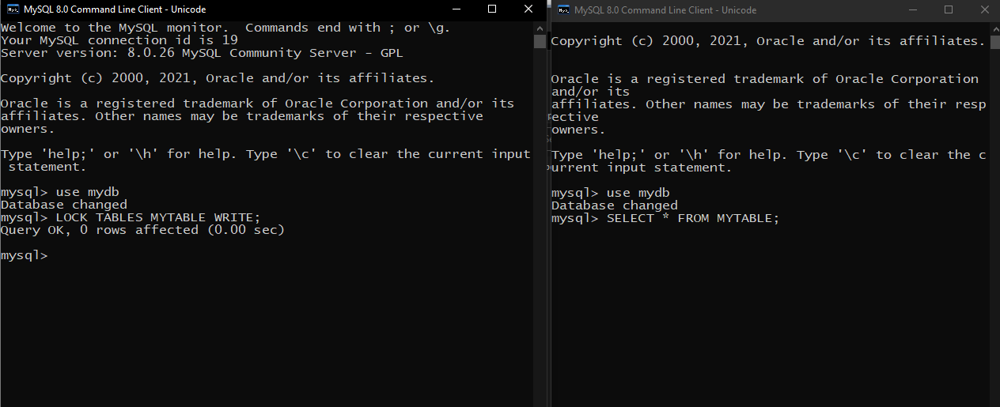 MySQL 8.0 Command Line Client - Unicode
Welcome to the MySQL monitor.  Commands end with ; or \g.
Your MySQL connection id is 19
Server version: 8.0.26 MySQL Community Server - GPL
Copyright (c) 2000, 2021, Oracle and/or its affiliates.
Oracle is a registered trademark of Oracle Corporation and/or its
affiliates. Other names may be trademarks of their respective
owners.
Type 'help;' or '\h' for help. Type '\c' to clear the current input
 statement.
mysql> use mydb
Database changed
mysql> LOCK TABLES MYTABLE WRITE;
Query OK, 0 rows affected (0.00 sec)
mysql>
MySQL 8.0 Command Line Client - Unicode
Copyright (c) 2000, 2021, Oracle and/or its affiliates.
Oracle is a registered trademark of Oracle Corporation
and/or its
affiliates. Other names may be trademarks of their resp
ective
owners.
Type 'help;' or '\h' for help. Type '\c' to clear the c
urrent input statement.
mysql> use mydb
Database changed
mysql> SELECT * FROM MYTABLE;